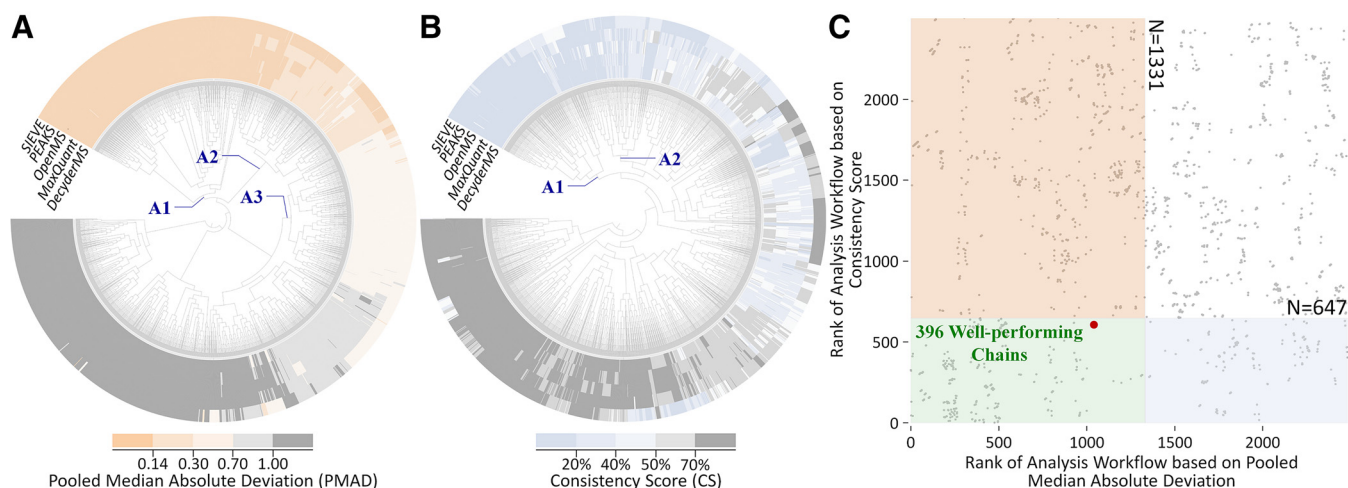 A
SIEVE
PEAKS
OpenMS
MaxQuant
DecyderMS
A1
A2
A3
0.14 0.30 0.70 1.00
Pooled Median Absolute Deviation (PMAD)
B
SIEVE
PEAKS
OpenMS
MaxQuant
DecyderMS
A1
A2
20% 40% 50% 70%
Consistency Score (CS)
C
Rank of Analysis Workflow based on
Consistency Score
2000
1500
1000
500
0
N=1331
N=647
396 Well-performing
Chains
0 500 1000 1500 2000
Rank of Analysis Workflow based on Pooled
Median Absolute Deviation